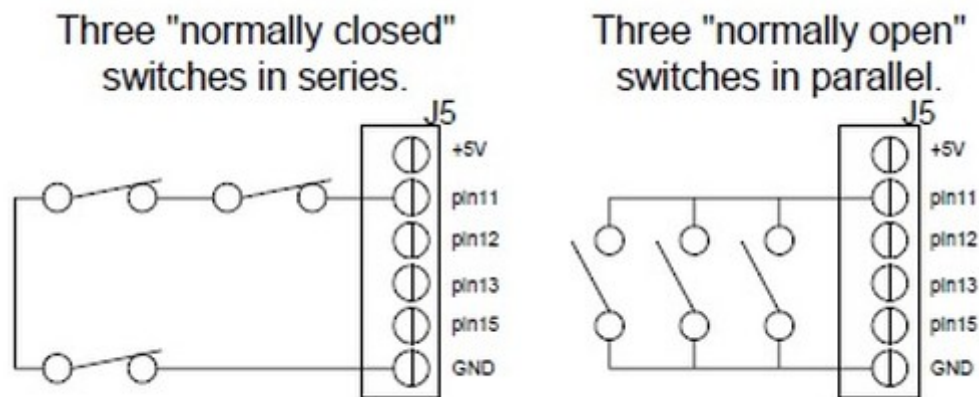 Three "normally closed"
switches in series.
J5
+5V
pin11
pin12
pin13
pin15
GND
Three "normally open"
switches in parallel.
J5
+5V
pin11
pin12
pin13
pin15
GND